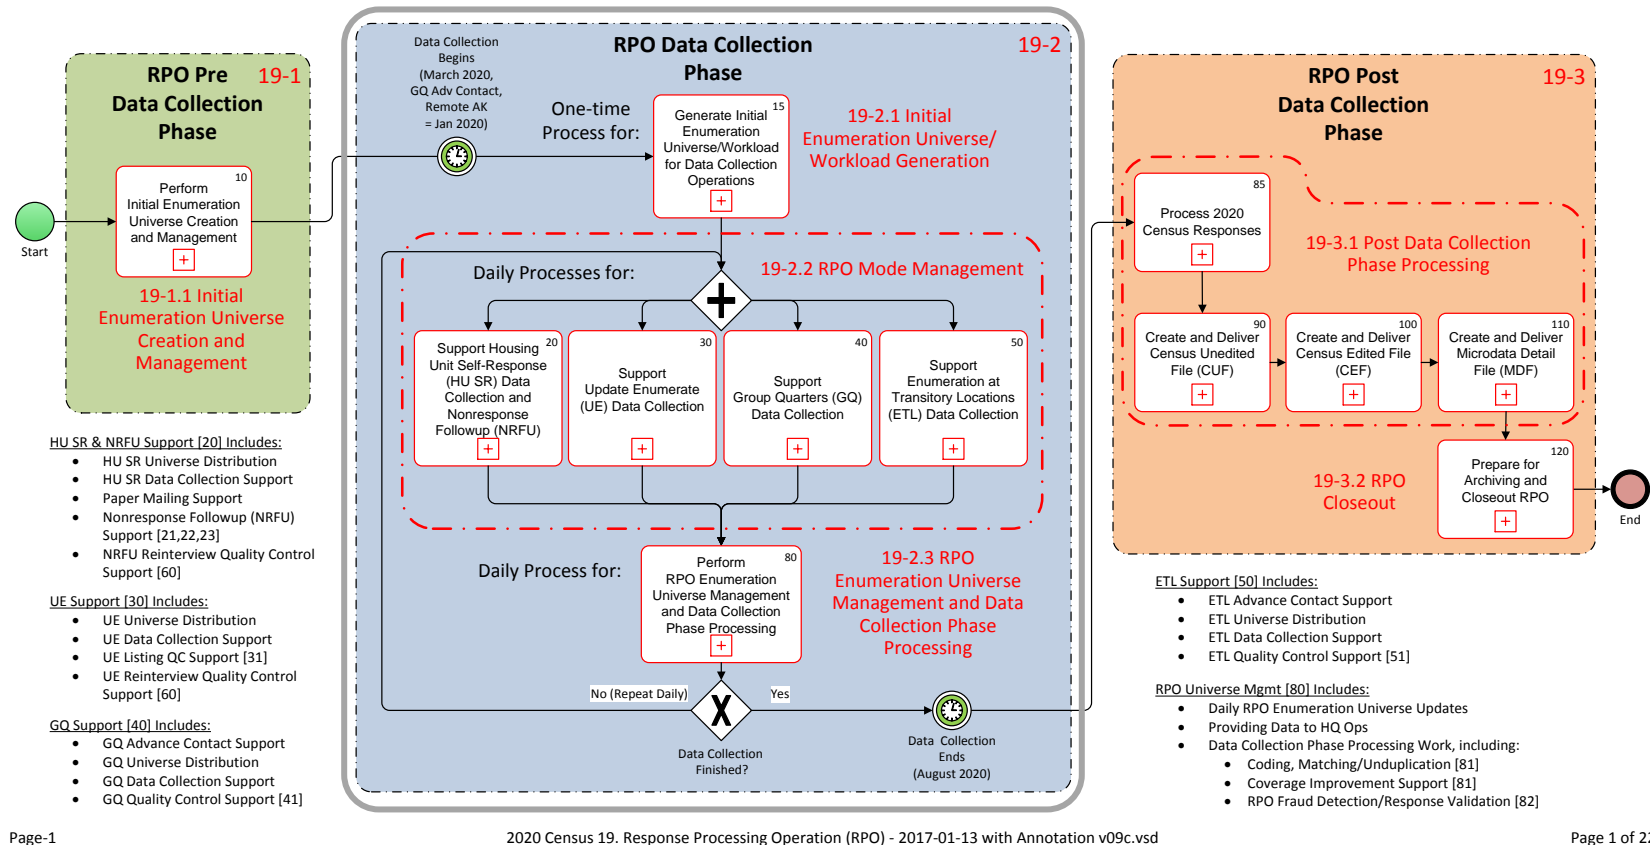 RPO Pre
Data Collection
Phase
19-1
Start
10
Perform
Initial Enumeration
Universe Creation
and Management
19-1.1 Initial
Enumeration Universe
Creation and
Management
HU SR & NRFU Support [20] Includes:
• HU SR Universe Distribution
• HU SR Data Collection Support
• Paper Mailing Support
• Nonresponse Followup (NRFU)
Support [21,22,23]
• NRFU Reinterview Quality Control
Support [60]
UE Support [30] Includes:
• UE Universe Distribution
• UE Data Collection Support
• UE Listing QC Support [31]
• UE Reinterview Quality Control
Support [60]
GQ Support [40] Includes:
• GQ Advance Contact Support
• GQ Universe Distribution
• GQ Data Collection Support
• GQ Quality Control Support [41]
RPO Data Collection
Phase
19-2
Data Collection
Begins
(March 2020,
GQ Adv Contact,
Remote AK
= Jan 2020)
One-time
Process for:
15
Generate Initial
Enumeration
Universe/Workload
for Data Collection
Operations
19-2.1 Initial
Enumeration Universe/
Workload Generation
Daily Processes for:
19-2.2 RPO Mode Management
20
Support Housing
Unit Self-Response
(HU SR) Data
Collection and
Nonresponse
Followup (NRFU)
30
Support
Update Enumerate
(UE) Data Collection
40
Support
Group Quarters (GQ)
Data Collection
50
Support
Enumeration at
Transitory Locations
(ETL) Data Collection
Daily Process for:
80
Perform
RPO Enumeration
Universe Management
and Data Collection
Phase Processing
19-2.3 RPO
Enumeration Universe
Management and Data
Collection Phase
Processing
No (Repeat Daily)
Yes
Data Collection
Finished?
Data Collection
Ends
(August 2020)
RPO Post
Data Collection
Phase
19-3
85
Process 2020
Census Responses
19-3.1 Post Data Collection
Phase Processing
90
Create and Deliver
Census Unedited
File (CUF)
100
Create and Deliver
Census Edited File
(CEF)
110
Create and Deliver
Microdata Detail
File (MDF)
19-3.2 RPO
Closeout
120
Prepare for
Archiving and
Closeout RPO
End
ETL Support [50] Includes:
• ETL Advance Contact Support
• ETL Universe Distribution
• ETL Data Collection Support
• ETL Quality Control Support [51]
RPO Universe Mgmt [80] Includes:
• Daily RPO Enumeration Universe Updates
• Providing Data to HQ Ops
• Data Collection Phase Processing Work, including:
• Coding, Matching/Unduplication [81]
• Coverage Improvement Support [81]
• RPO Fraud Detection/Response Validation [82]
Page-1
2020 Census 19. Response Processing Operation (RPO) - 2017-01-13 with Annotation v09c.vsd
Page 1 of 22